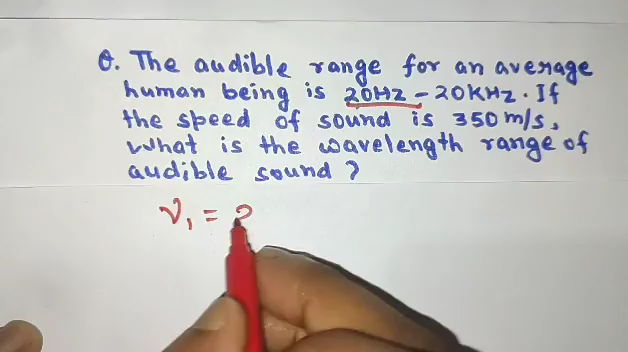 Q. The audible range for an average
human being is 20Hz - 20KHz. If
the speed of sound is 350 m/s,
what is the wavelength range of
audible sound ?
ν₁ =